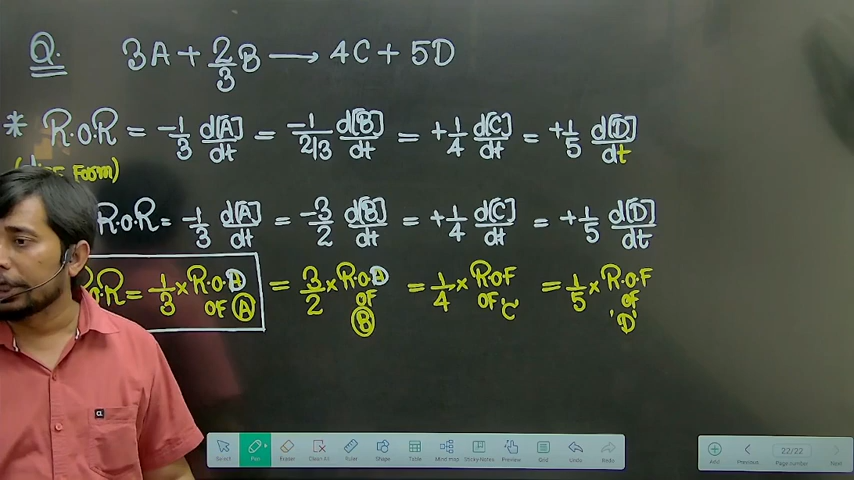 Q. 3A + 2/3 B → 4C + 5D
* R.O.R = -1/3 d[A]/dt = -1/(2/3) d[B]/dt = +1/4 d[C]/dt = +1/5 d[D]/dt
Form)
R.O.R = -1/3 d[A]/dt = -3/2 d[B]/dt = +1/4 d[C]/dt = +1/5 d[D]/dt
R.O.R = 1/3 × R.O.D OF A = 3/2 × R.O.D OF B = 1/4 × R.O.F OF 'C' = 1/5 × R.O.F OF 'D'
Select Pen Eraser Clear All Ruler Shape Table Mind map Sticky Notes Preview Grid Undo Redo
Add Previous 22/22 Page number Next